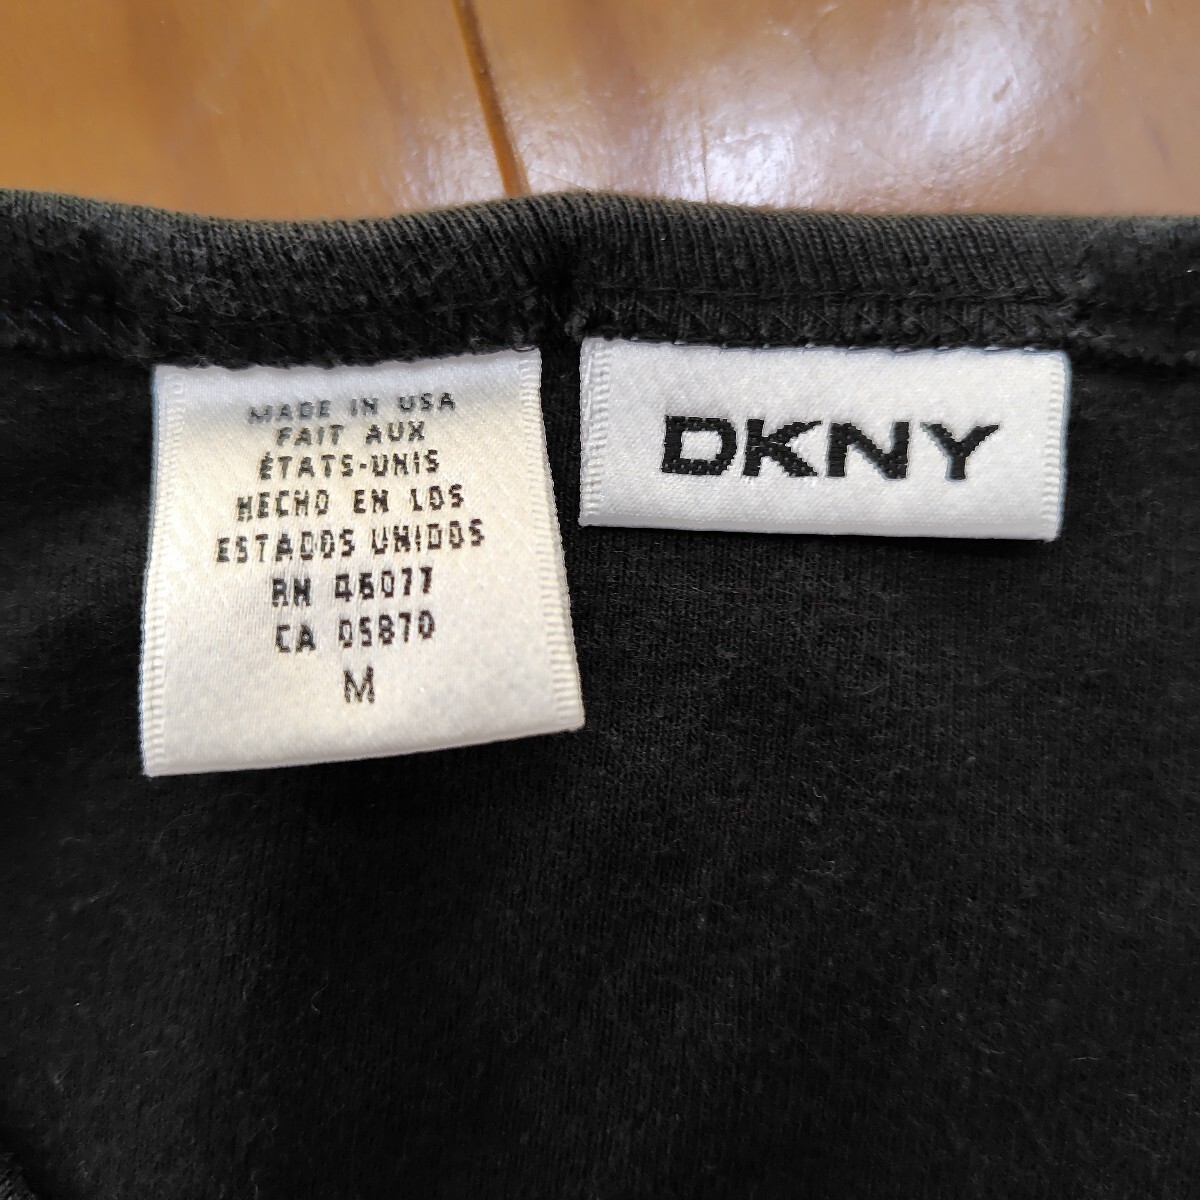 MADE IN USA
FAIT AUX
ÉTATS-UNIS
HECHO EN LOS
ESTADOS UNIDOS
RN 46077
CA 05870
M
DKNY